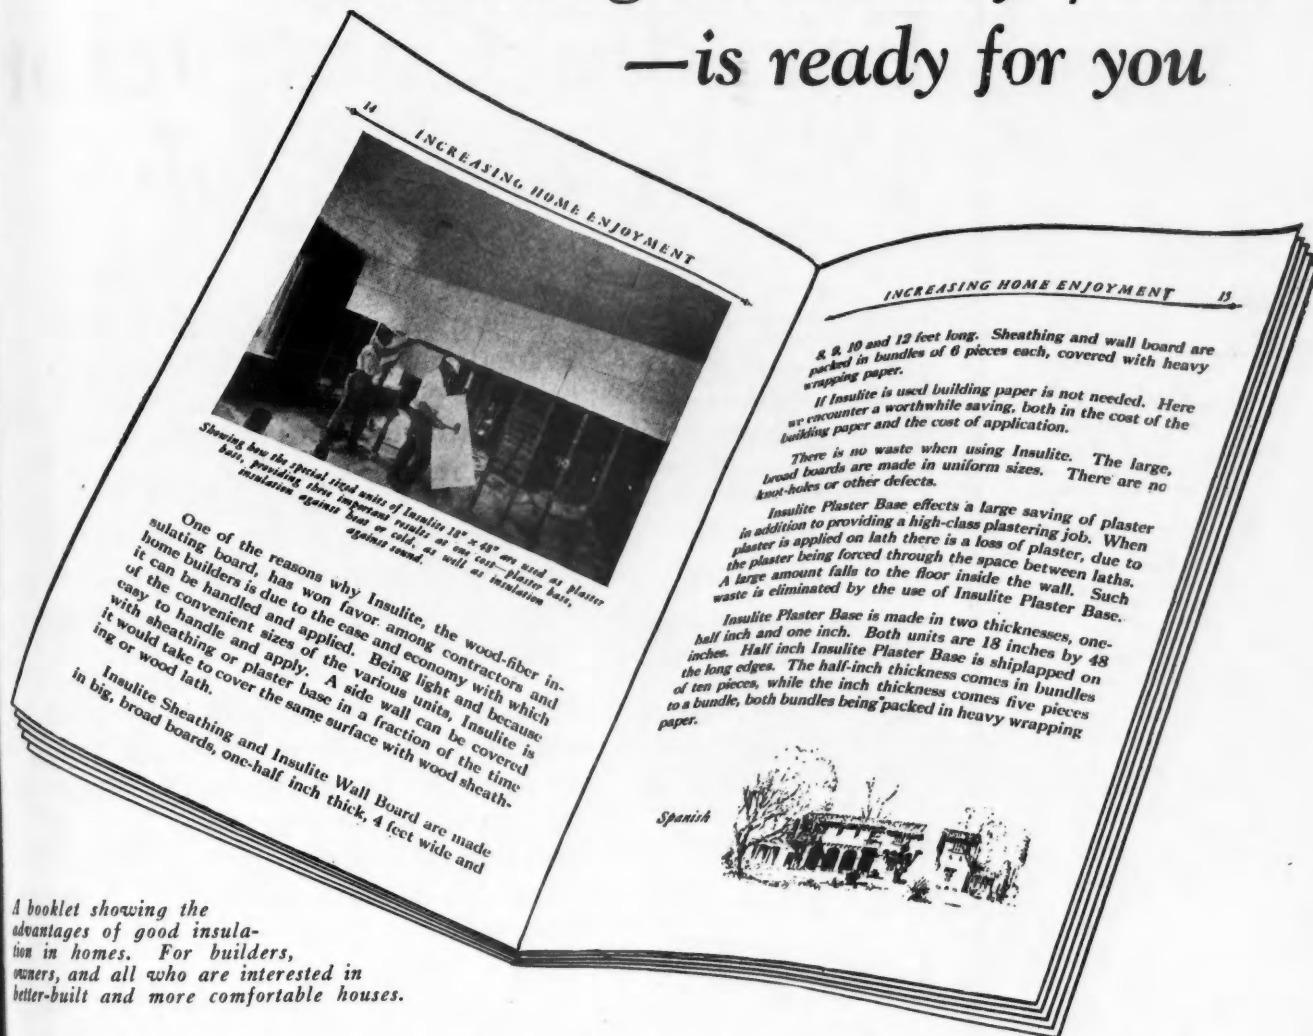 —is ready for you
14
INCREASING HOME ENJOYMENT
Showing how the special sized units of Insulite 18" x 48" are used as plaster
base, providing three important results at one cost—plaster base,
insulation against heat or cold, as well as insulation
against sound.
One of the reasons why Insulite, the wood-fiber in-
sulating board, has won favor among contractors and
home builders is due to the ease and economy with which
it can be handled and applied. Being light and because
of the convenient sizes of the various units, Insulite is
easy to handle and apply. A side wall can be covered
with sheathing or plaster base in a fraction of the time
it would take to cover the same surface with wood sheath-
ing or wood lath.
Insulite Sheathing and Insulite Wall Board are made
in big, broad boards, one-half inch thick, 4 feet wide and
INCREASING HOME ENJOYMENT
15
8, 9, 10 and 12 feet long. Sheathing and wall board are
packed in bundles of 6 pieces each, covered with heavy
wrapping paper.
If Insulite is used building paper is not needed. Here
we encounter a worthwhile saving, both in the cost of the
building paper and the cost of application.
There is no waste when using Insulite. The large,
broad boards are made in uniform sizes. There are no
knot-holes or other defects.
Insulite Plaster Base effects a large saving of plaster
in addition to providing a high-class plastering job. When
plaster is applied on lath there is a loss of plaster, due to
the plaster being forced through the space between laths.
A large amount falls to the floor inside the wall. Such
waste is eliminated by the use of Insulite Plaster Base.
Insulite Plaster Base is made in two thicknesses, one-
half inch and one inch. Both units are 18 inches by 48
inches. Half inch Insulite Plaster Base is shiplapped on
the long edges. The half-inch thickness comes in bundles
of ten pieces, while the inch thickness comes five pieces
to a bundle, both bundles being packed in heavy wrapping
paper.
Spanish
A booklet showing the
advantages of good insula-
tion in homes. For builders,
owners, and all who are interested in
better-built and more comfortable houses.